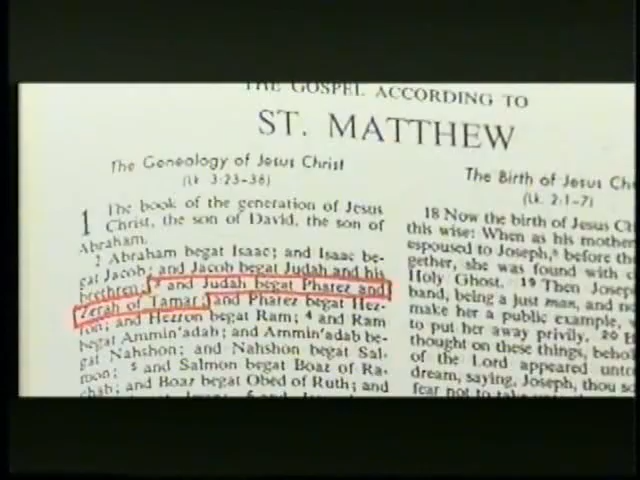 THE GOSPEL ACCORDING TO
ST. MATTHEW
The Genealogy of Jesus Christ
(Lk. 3:23-38)
1 The book of the generation of Jesus
Christ, the son of David, the son of
Abraham.
2 Abraham begat Isaac; and Isaac be-
gat Jacob; and Jacob begat Judah and his
brethren; 3 and Judah begat Pharez and
Zerah of Tamar; and Pharez begat Hez-
ron; and Hezron begat Ram; 4 and Ram
begat Ammin'adah; and Ammin'adab be-
gat Nahshon; and Nahshon begat Sal-
mon; 5 and Salmon begat Boaz of Ra-
chab; and Boaz begat Obed of Ruth; and
The Birth of Jesus Ch
(Lk. 2:1-7)
18 Now the birth of Jesus C
this wise: When as his mother
espoused to Joseph, before the
gether, she was found with
Holy Ghost. 19 Then Joseph
band, being a just man, and no
make her a public example,
to put her away privily. 20
thought on these things, beho
of the Lord appeared unto
dream, saying, Joseph, thou s
fear not to take